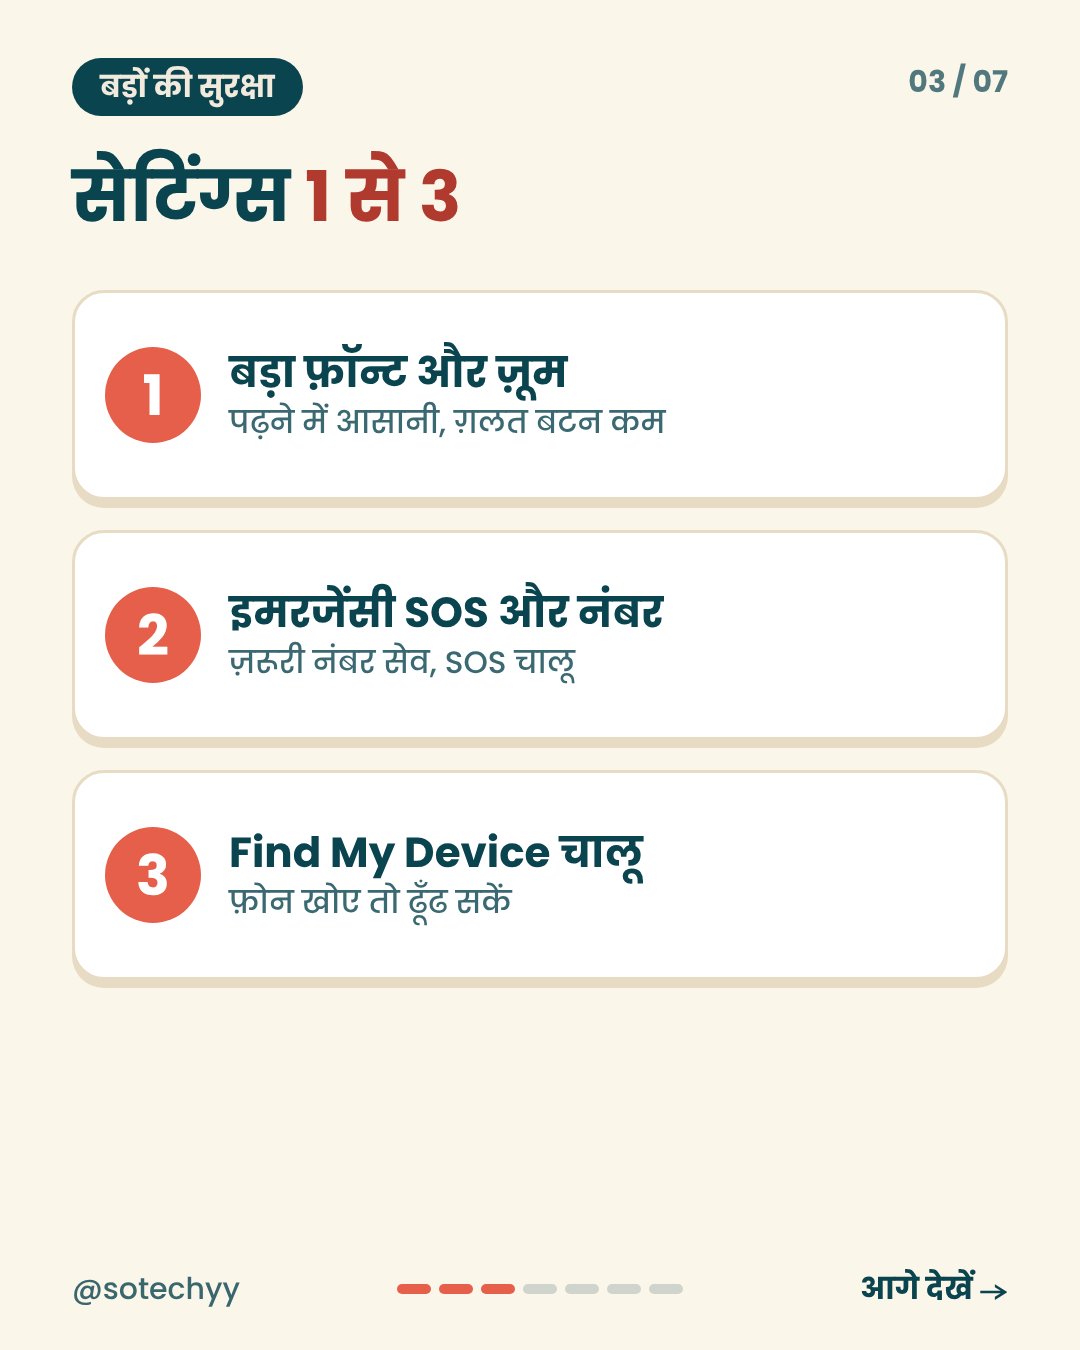 बड़ों की सुरक्षा
03 / 07
सेटिंग्स 1 से 3
1
बड़ा फ़ॉन्ट और ज़ूम
पढ़ने में आसानी, ग़लत बटन कम
2
इमरजेंसी SOS और नंबर
ज़रूरी नंबर सेव, SOS चालू
3
Find My Device चालू
फ़ोन खोए तो ढूँढ सकें
@sotechyy
आगे देखें →